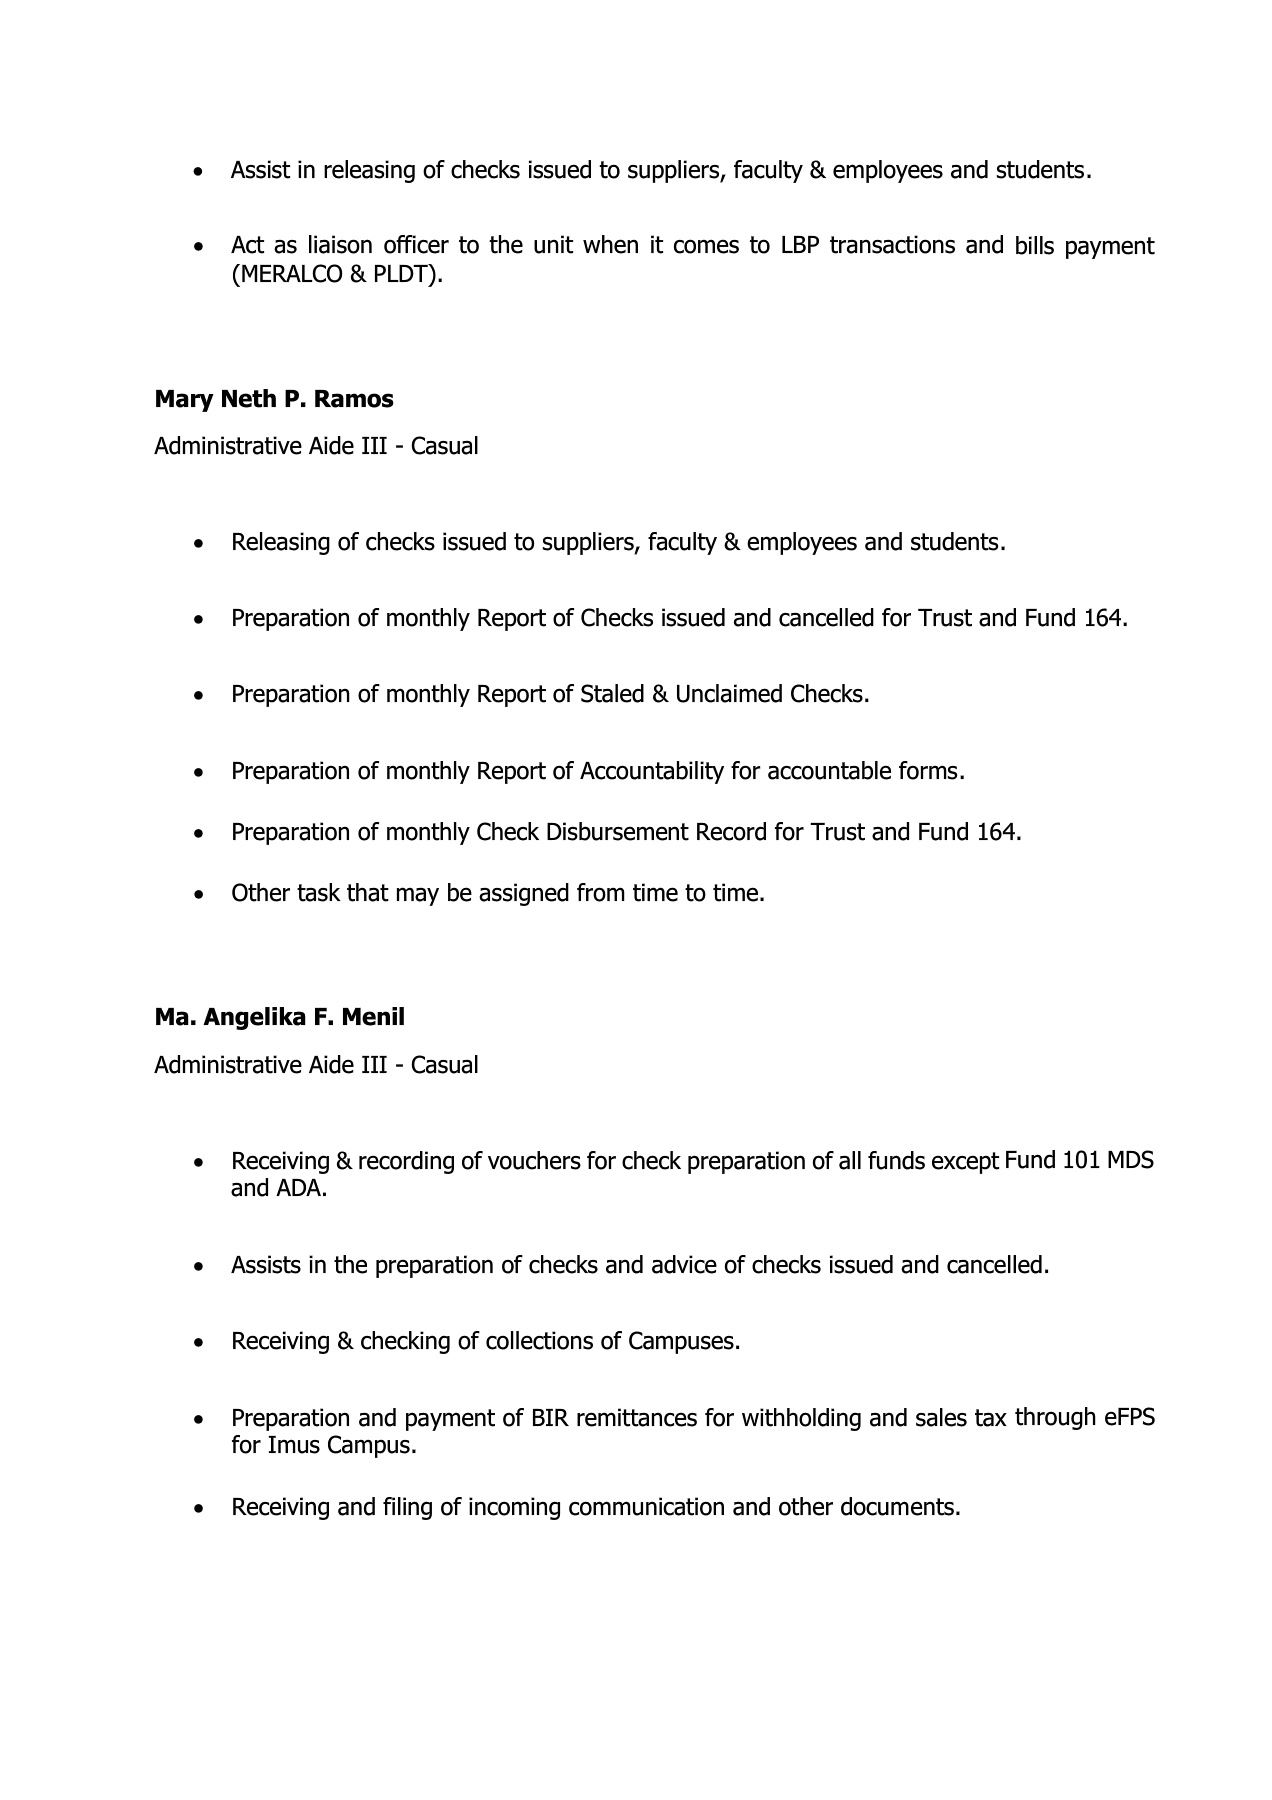 • Assist in releasing of checks issued to suppliers, faculty & employees and students.
• Act as liaison officer to the unit when it comes to LBP transactions and bills payment
(MERALCO & PLDT).
Mary Neth P. Ramos
Administrative Aide III - Casual
• Releasing of checks issued to suppliers, faculty & employees and students.
• Preparation of monthly Report of Checks issued and cancelled for Trust and Fund 164.
• Preparation of monthly Report of Staled & Unclaimed Checks.
• Preparation of monthly Report of Accountability for accountable forms.
• Preparation of monthly Check Disbursement Record for Trust and Fund 164.
• Other task that may be assigned from time to time.
Ma. Angelika F. Menil
Administrative Aide III - Casual
• Receiving & recording of vouchers for check preparation of all funds except Fund 101 MDS
and ADA.
• Assists in the preparation of checks and advice of checks issued and cancelled.
• Receiving & checking of collections of Campuses.
• Preparation and payment of BIR remittances for withholding and sales tax through eFPS
for Imus Campus.
• Receiving and filing of incoming communication and other documents.